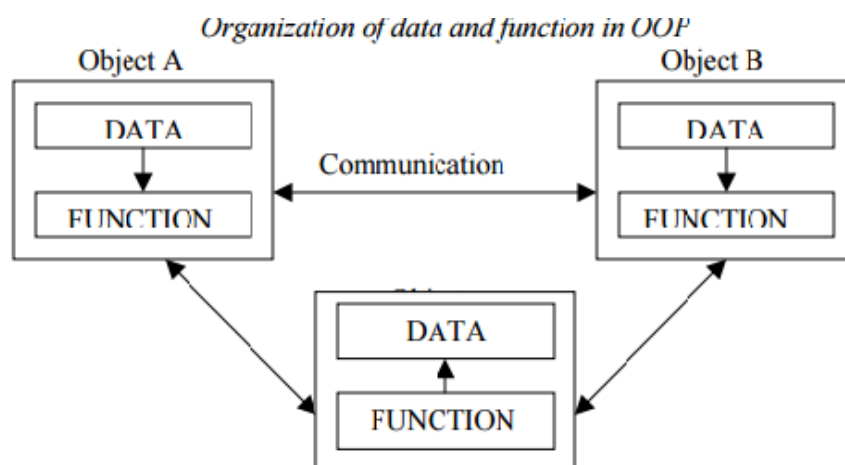 Organization of data and function in OOP
Object A
Object B
DATA
DATA
Communication
FUNCTION
FUNCTION
DATA
FUNCTION